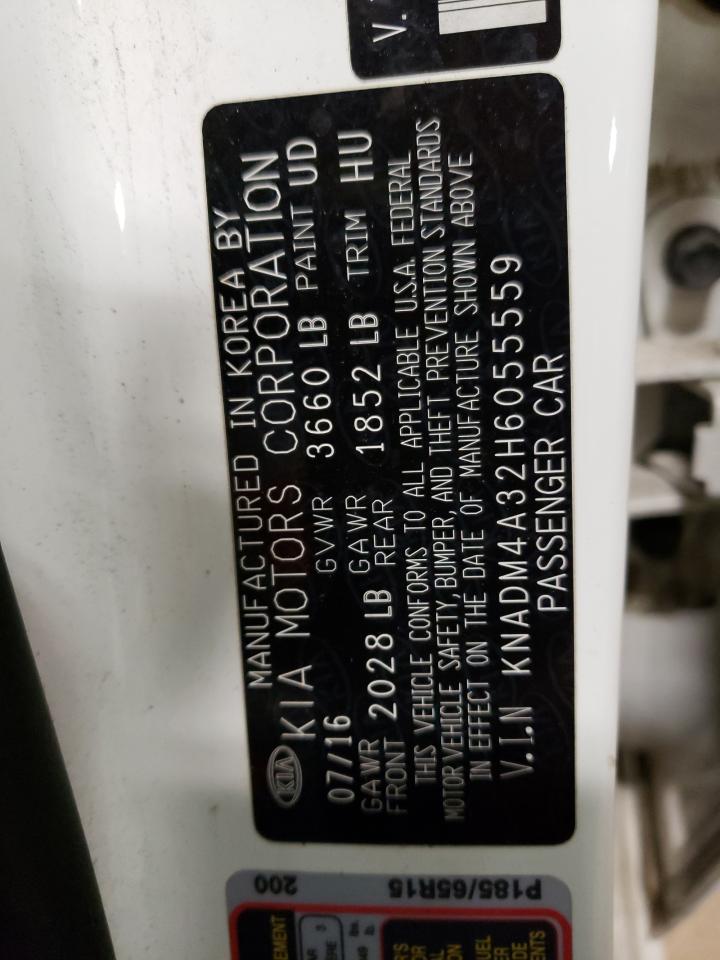 V.
KIA
MANUFACTURED IN KOREA BY
KIA MOTORS CORPORATION
07/16 GVWR 3660 LB PAINT UD
GAWR FRONT 2028 LB GAWR REAR 1852 LB TRIM HU
THIS VEHICLE CONFORMS TO ALL APPLICABLE U.S.A. FEDERAL
MOTOR VEHICLE SAFETY, BUMPER, AND THEFT PREVENTION STANDARDS
IN EFFECT ON THE DATE OF MANUFACTURE SHOWN ABOVE
V.I.N KNADM4A32H6055559
PASSENGER CAR
200
P185/65R15